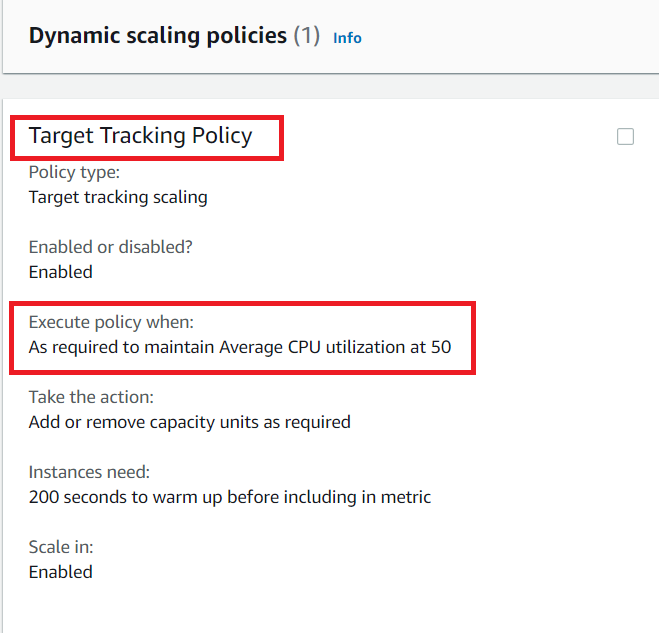 Dynamic scaling policies (1) Info
Target Tracking Policy
Policy type:
Target tracking scaling
Enabled or disabled?
Enabled
Execute policy when:
As required to maintain Average CPU utilization at 50
Take the action:
Add or remove capacity units as required
Instances need:
200 seconds to warm up before including in metric
Scale in:
Enabled